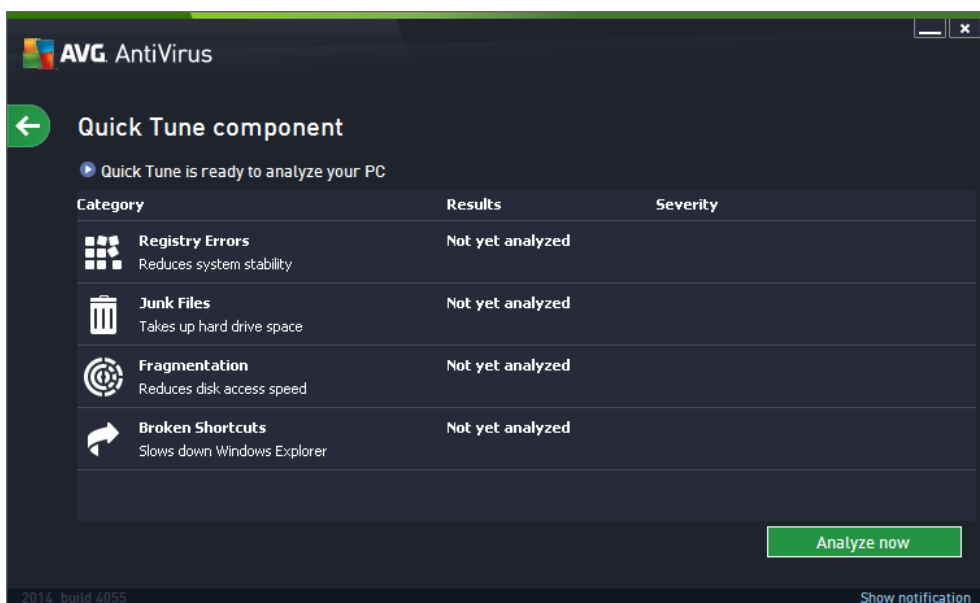 AVG. AntiVirus
Quick Tune component
Quick Tune is ready to analyze your PC
Category Results Severity
Registry Errors Not yet analyzed
Reduces system stability
Junk Files Not yet analyzed
Takes up hard drive space
Fragmentation Not yet analyzed
Reduces disk access speed
Broken Shortcuts Not yet analyzed
Slows down Windows Explorer
Analyze now
2014 build 4055 Show notification